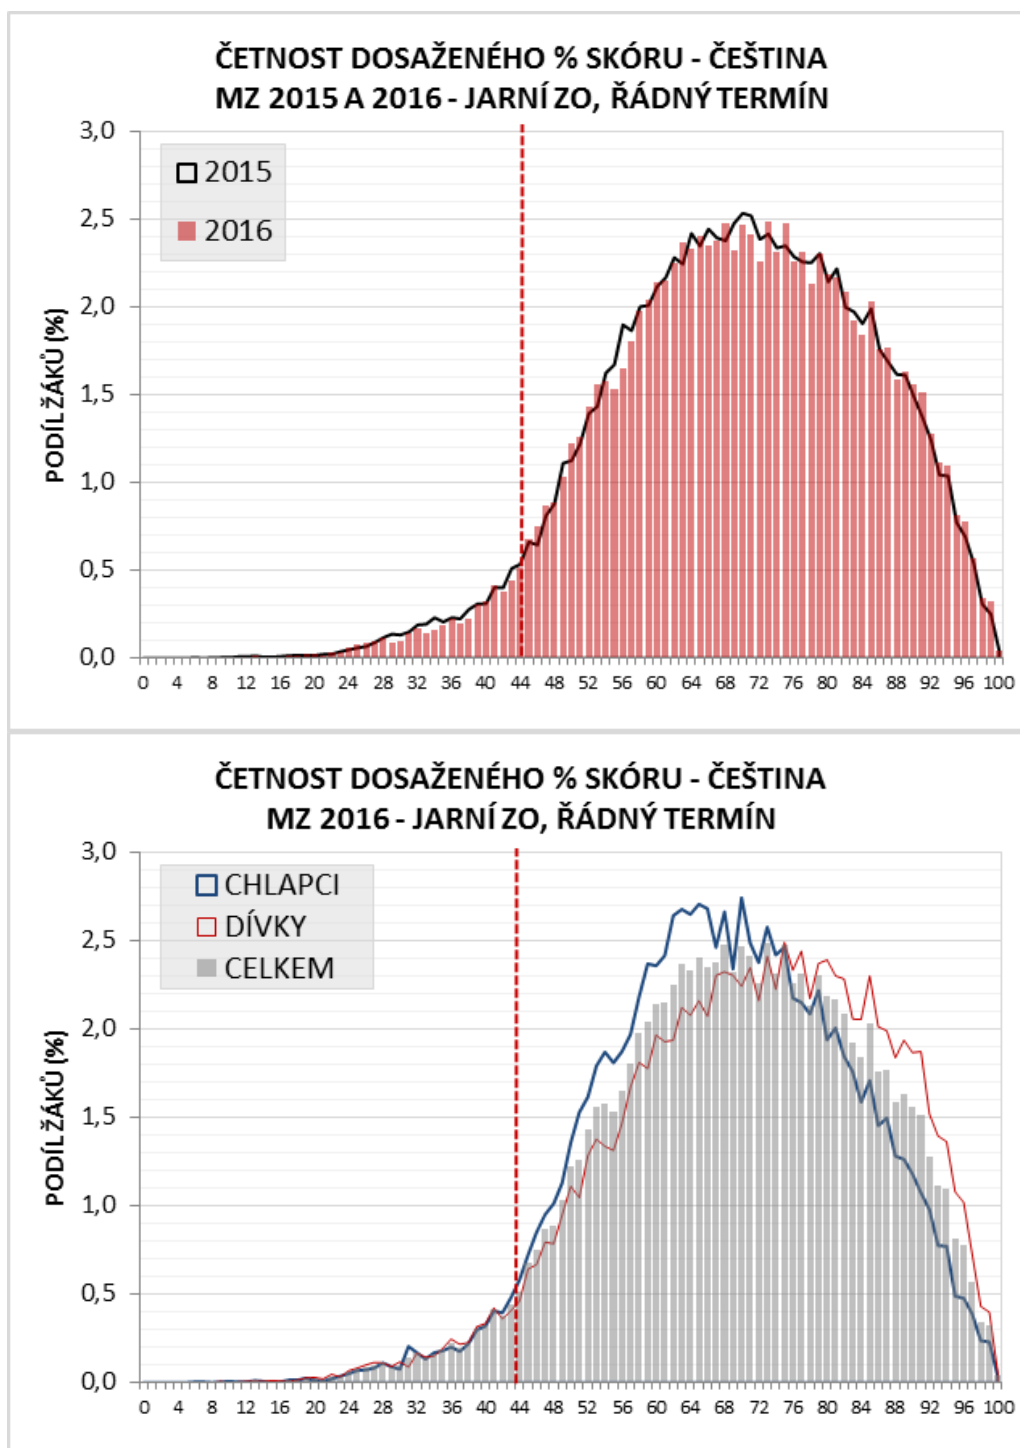 ČETNOST DOSAŽENÉHO % SKÓRU - ČEŠTINA
MZ 2015 A 2016 - JARNÍ ZO, ŘÁDNÝ TERMÍN
3,0
2015
2,5
2016
2,0
1,5
1,0
0,5
0,0
PODÍL ŽÁKŮ (%)
0 4 8 12 16 20 24 28 32 36 40 44 48 52 56 60 64 68 72 76 80 84 88 92 96 100
ČETNOST DOSAŽENÉHO % SKÓRU - ČEŠTINA
MZ 2016 - JARNÍ ZO, ŘÁDNÝ TERMÍN
3,0
CHLAPCI
DÍVKY
2,5
CELKEM
2,0
1,5
1,0
0,5
0,0
PODÍL ŽÁKŮ (%)
0 4 8 12 16 20 24 28 32 36 40 44 48 52 56 60 64 68 72 76 80 84 88 92 96 100